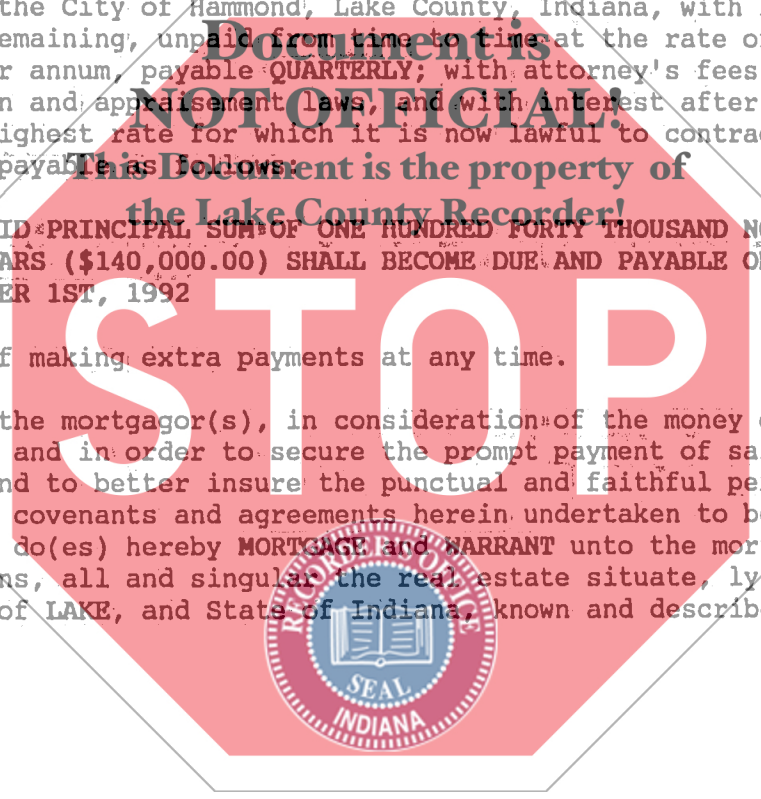 the City of Hammond, Lake County, Indiana, with
emaining, unpaid from time to time at the rate o
r annum, payable QUARTERLY; with attorney's fees
n and appraisement laws, and with interest after
ighest rate for which it is now lawful to contra
payable as follows:
Document is
NOT OFFICIAL!
This Document is the property of
the Lake County Recorder!
ID PRINCIPAL SUM OF ONE HUNDRED FORTY THOUSAND N
ARS ($140,000.00) SHALL BECOME DUE AND PAYABLE O
ER 1ST, 1992
STOP
f making extra payments at any time.
the mortgagor(s), in consideration of the money
and in order to secure the prompt payment of sa
nd to better insure the punctual and faithful pe
covenants and agreements herein undertaken to b
do(es) hereby MORTGAGE and WARRANT unto the mor
ns, all and singular the real estate situate, ly
of LAKE, and State of Indiana, known and describ
RECORDER OFFICE
SEAL
INDIANA